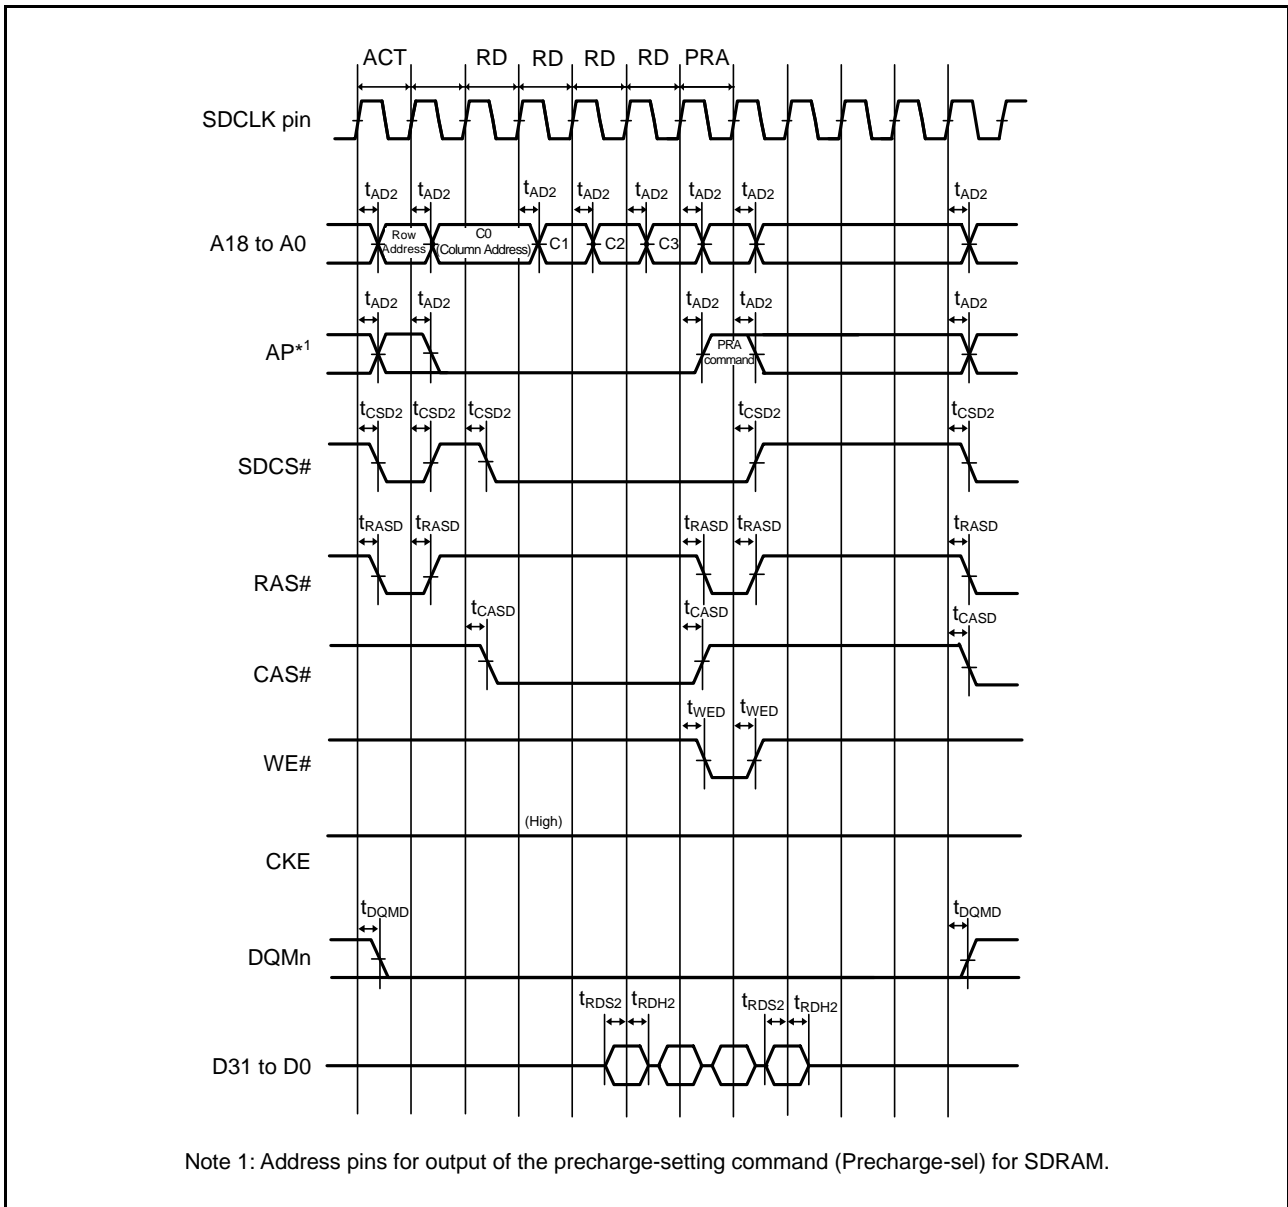 ACT RD RD RD RD PRA
SDCLK pin
tAD2 tAD2 tAD2 tAD2 tAD2 tAD2 tAD2 tAD2
A18 to A0
Row
Address
C0
(Column Address)
C1 C2 C3
tAD2 tAD2 tAD2 tAD2 tAD2
AP*1
PRA
command
tCSD2 tCSD2 tCSD2 tCSD2 tCSD2
SDCS#
tRASD tRASD tRASD tRASD tRASD
RAS#
tCASD tCASD tCASD
CAS#
tWED tWED
WE#
(High)
CKE
tDQMD tDQMD
DQMn
tRDS2 tRDH2 tRDS2 tRDH2
D31 to D0
Note 1: Address pins for output of the precharge-setting command (Precharge-sel) for SDRAM.